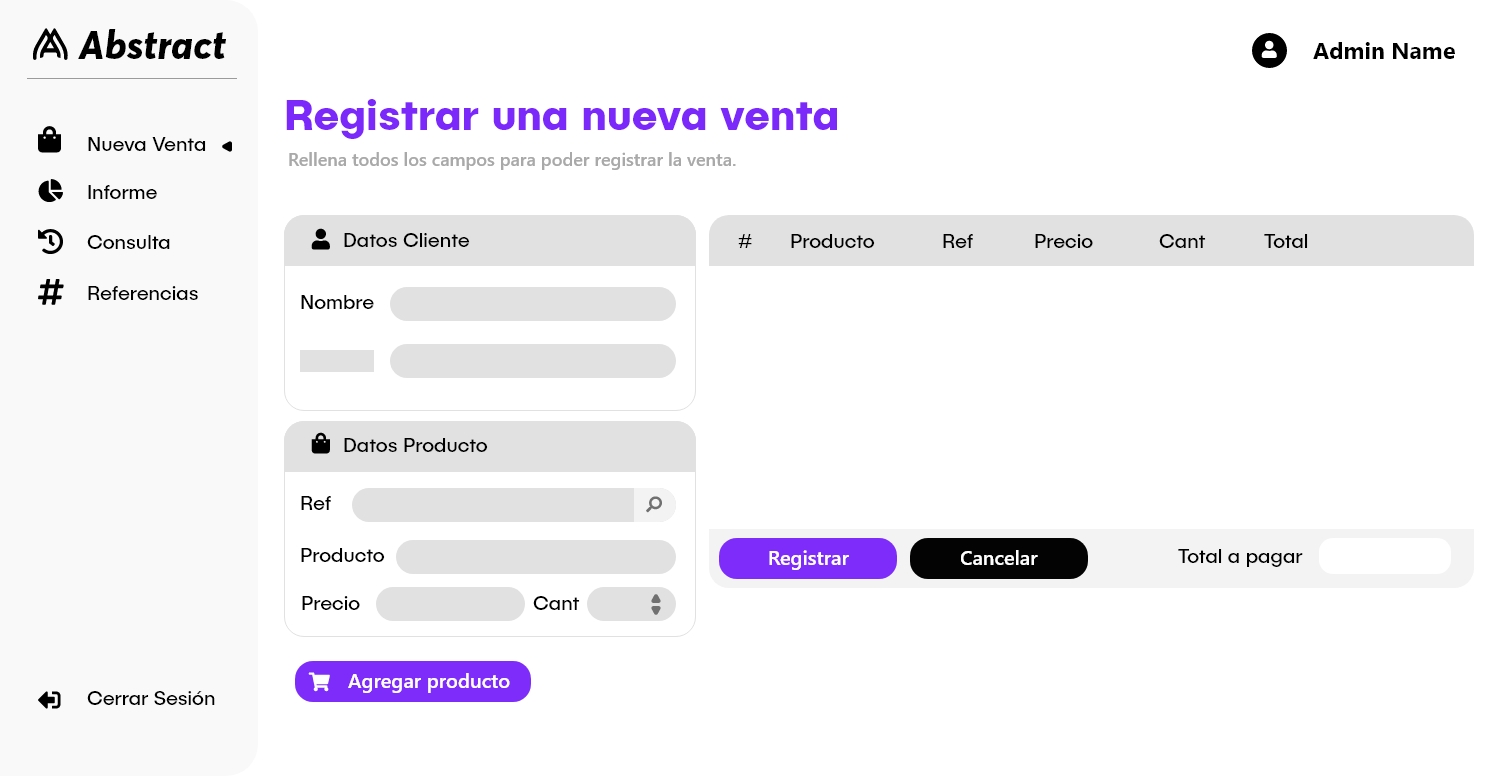 Abstract
Admin Name
Nueva Venta
Informe
Consulta
Referencias
Cerrar Sesión
Registrar una nueva venta
Rellena todos los campos para poder registrar la venta.
Datos Cliente
Nombre
Datos Producto
Ref
Producto
Precio Cant
Agregar producto
# Producto Ref Precio Cant Total
Registrar Cancelar Total a pagar